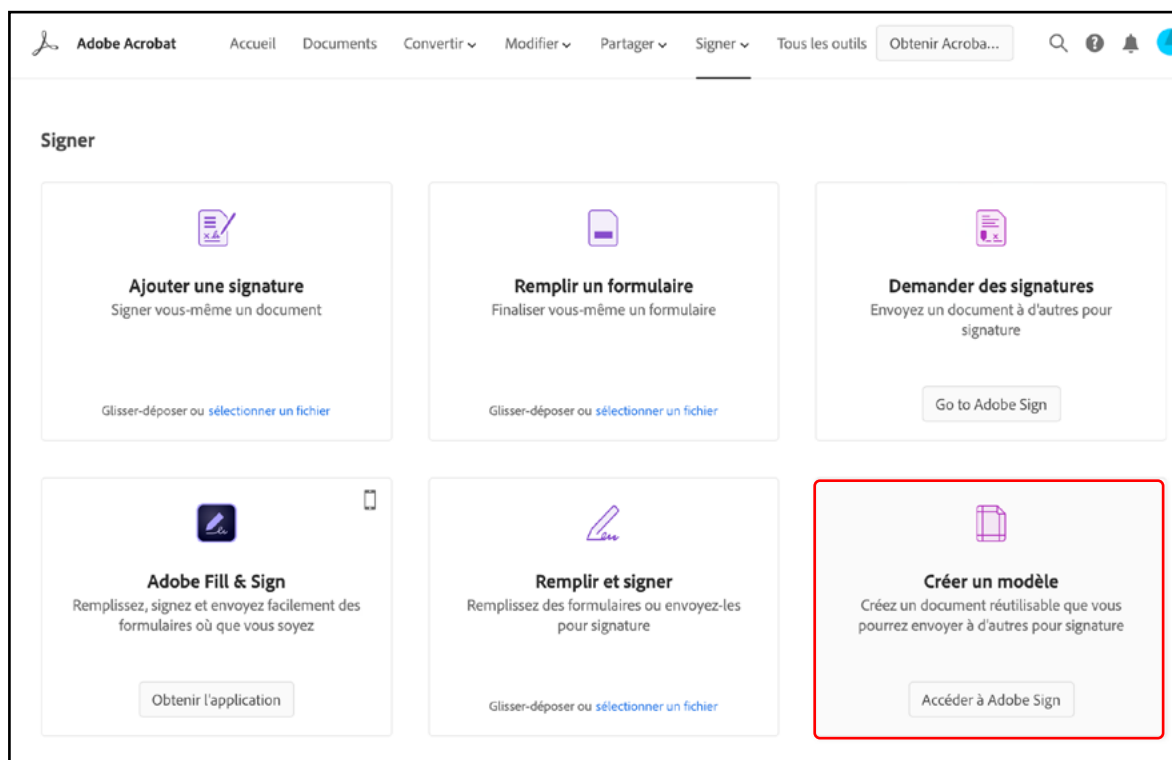 Adobe Acrobat Accueil Documents Convertir Modifier Partager Signer Tous les outils Obtenir Acroba...
Signer
Ajouter une signature
Signer vous-même un document
Glisser-déposer ou sélectionner un fichier
Remplir un formulaire
Finaliser vous-même un formulaire
Glisser-déposer ou sélectionner un fichier
Demander des signatures
Envoyez un document à d'autres pour
signature
Go to Adobe Sign
Adobe Fill & Sign
Remplissez, signez et envoyez facilement des
formulaires où que vous soyez
Obtenir l'application
Remplir et signer
Remplissez des formulaires ou envoyez-les
pour signature
Glisser-déposer ou sélectionner un fichier
Créer un modèle
Créez un document réutilisable que vous
pourrez envoyer à d'autres pour signature
Accéder à Adobe Sign